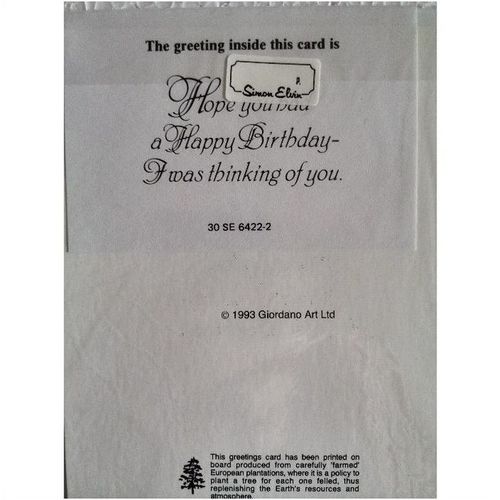 The greeting inside this card is
P.
Simon Elvin
Hope you had
a Happy Birthday-
I was thinking of you.
30 SE 6422-2
© 1993 Giordano Art Ltd
This greetings card has been printed on
board produced from carefully 'farmed'
European plantations, where it is a policy to
plant a tree for each one felled, thus
replenishing the Earth's resources and
atmosphere.